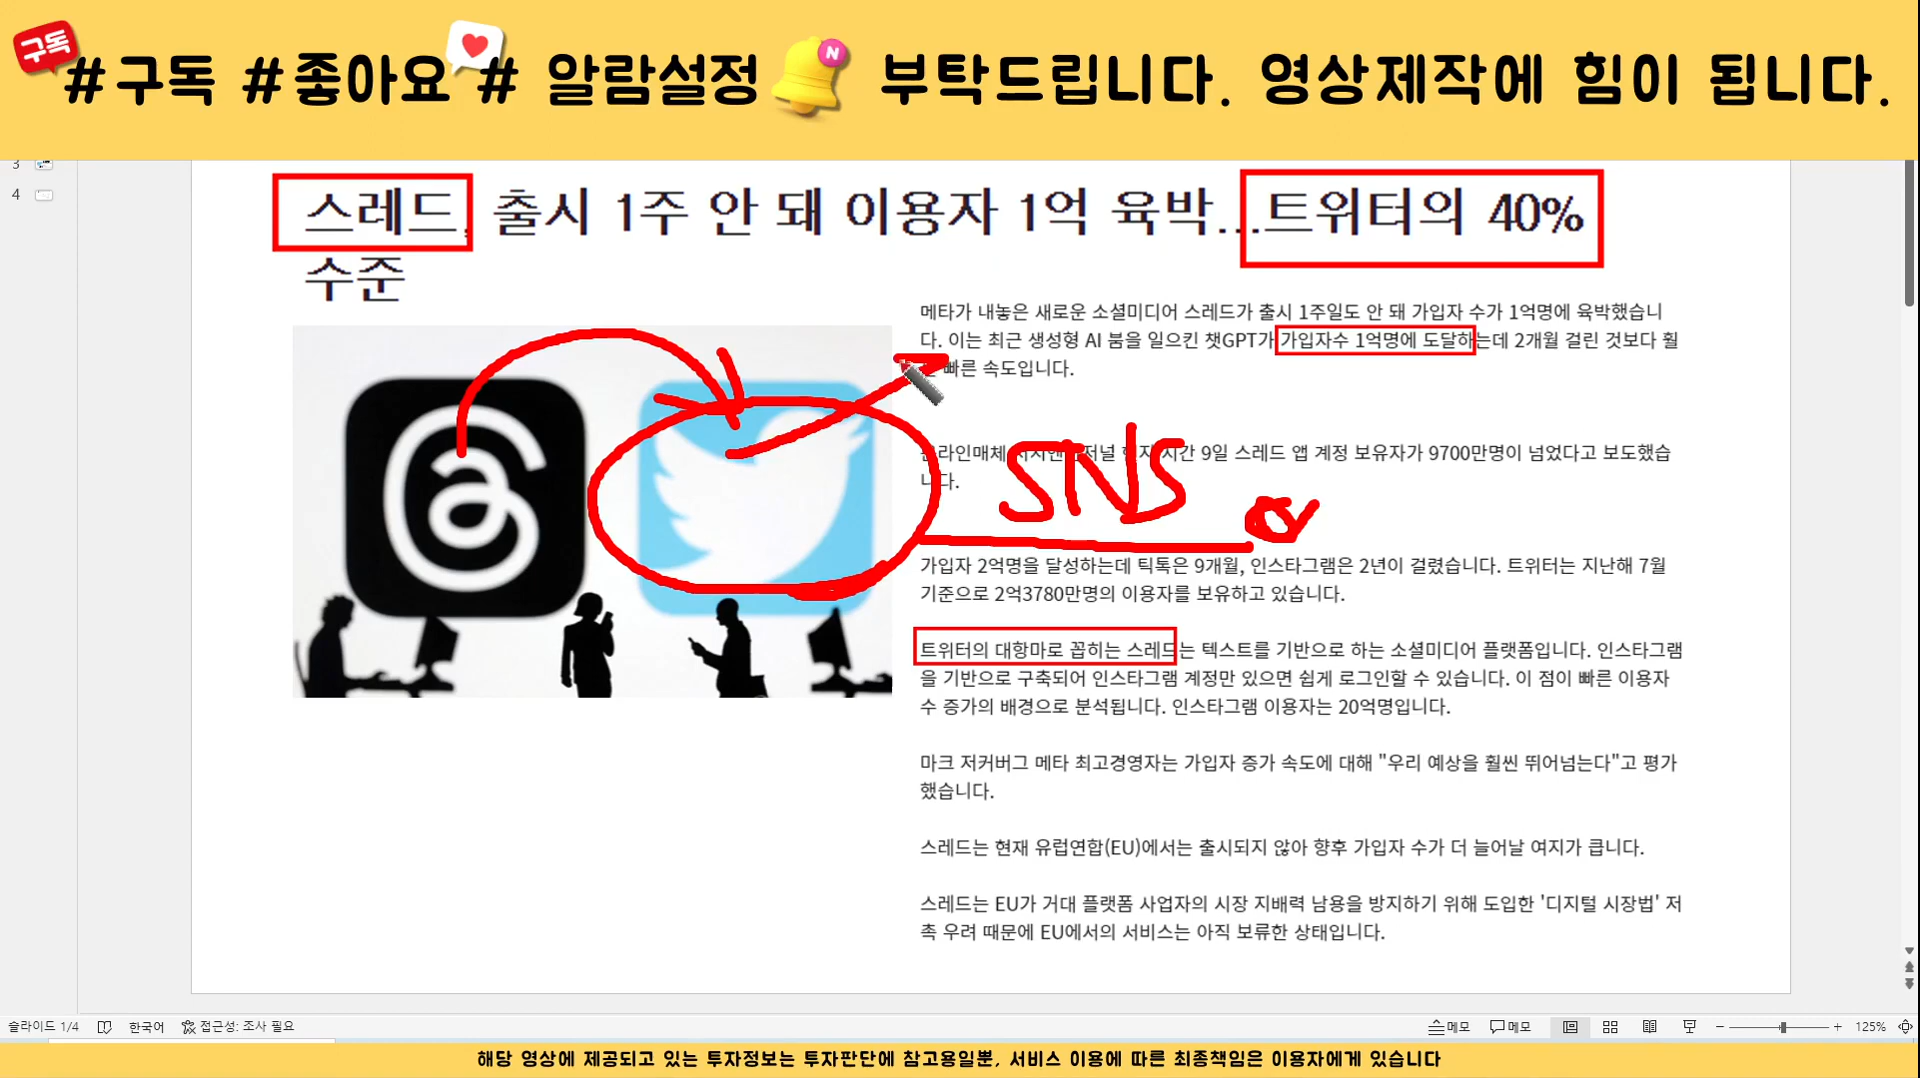 구독
#구독 #좋아요 # 알람설정 N 부탁드립니다. 영상제작에 힘이 됩니다.
3
4
스레드, 출시 1주 안 돼 이용자 1억 육박...트위터의 40%
수준
메타가 내놓은 새로운 소셜미디어 스레드가 출시 1주일도 안 돼 가입자 수가 1억명에 육박했습니
다. 이는 최근 생성형 AI 붐을 일으킨 챗GPT가 가입자수 1억명에 도달하는데 2개월 걸린 것보다 훨
빠른 속도입니다.
온라인매체 저널 현지시간 9일 스레드 앱 계정 보유자가 9700만명이 넘었다고 보도했습
니다.
SNS
가입자 2억명을 달성하는데 틱톡은 9개월, 인스타그램은 2년이 걸렸습니다. 트위터는 지난해 7월
기준으로 2억3780만명의 이용자를 보유하고 있습니다.
트위터의 대항마로 꼽히는 스레드는 텍스트를 기반으로 하는 소셜미디어 플랫폼입니다. 인스타그램
을 기반으로 구축되어 인스타그램 계정만 있으면 쉽게 로그인할 수 있습니다. 이 점이 빠른 이용자
수 증가의 배경으로 분석됩니다. 인스타그램 이용자는 20억명입니다.
마크 저커버그 메타 최고경영자는 가입자 증가 속도에 대해 "우리 예상을 훨씬 뛰어넘는다"고 평가
했습니다.
스레드는 현재 유럽연합(EU)에서는 출시되지 않아 향후 가입자 수가 더 늘어날 여지가 큽니다.
스레드는 EU가 거대 플랫폼 사업자의 시장 지배력 남용을 방지하기 위해 도입한 '디지털 시장법' 저
촉 우려 때문에 EU에서의 서비스는 아직 보류한 상태입니다.
슬라이드 1/4 한국어 접근성: 조사 필요 메모 메모 125%
해당 영상에 제공되고 있는 투자정보는 투자판단에 참고용일뿐, 서비스 이용에 따른 최종책임은 이용자에게 있습니다